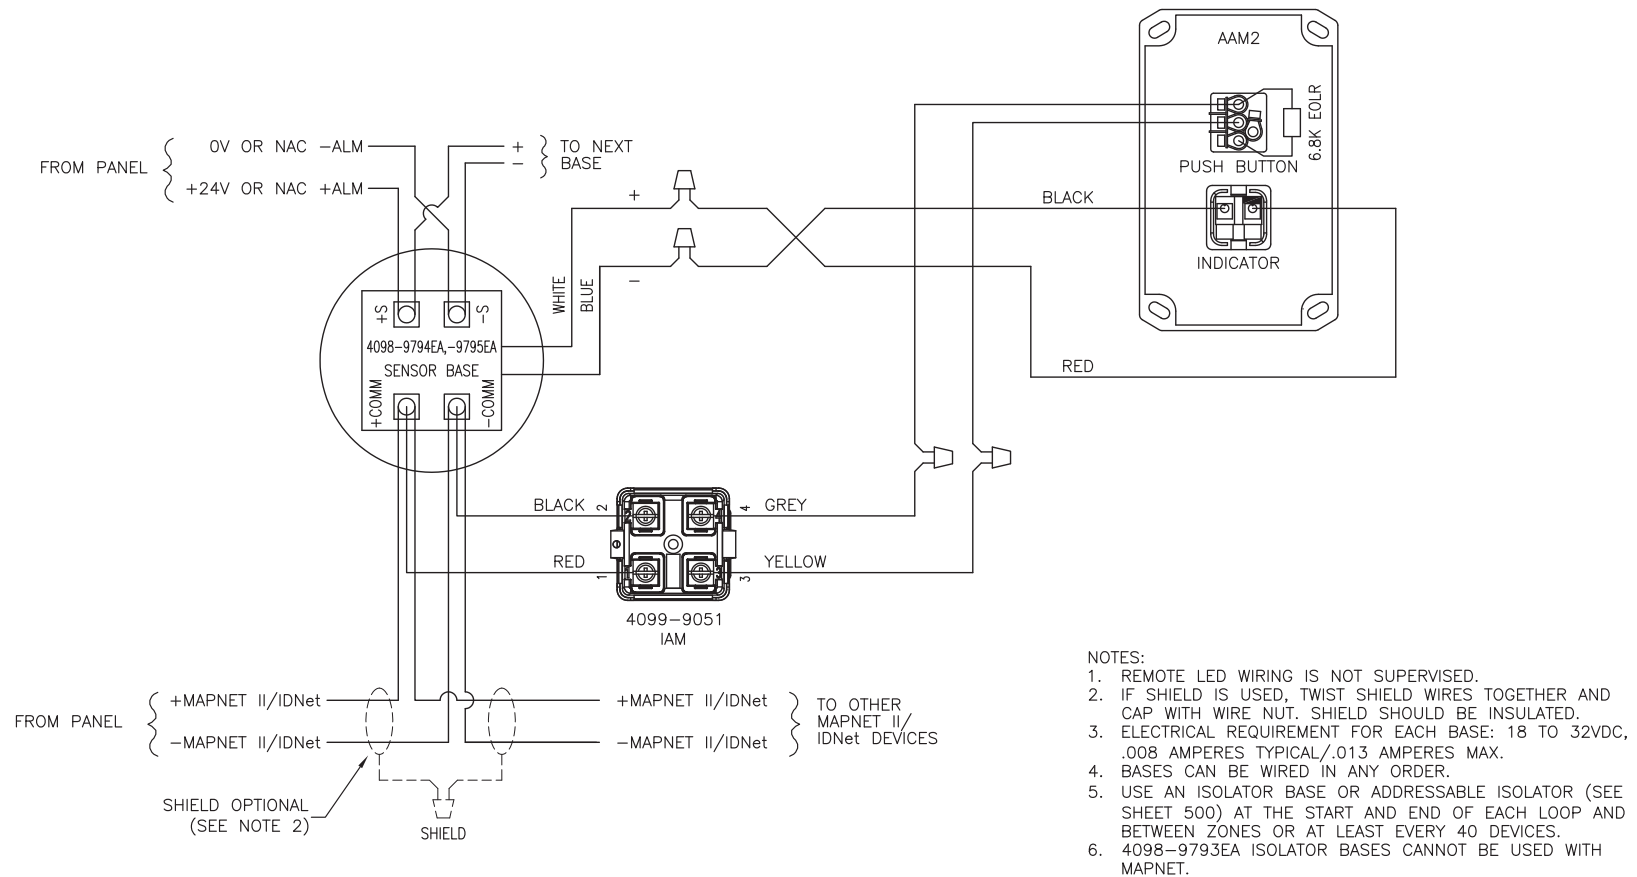 AAM2
6.8K EOLR
PUSH BUTTON
INDICATOR
BLACK
RED
FROM PANEL
0V OR NAC -ALM
+24V OR NAC +ALM
+
-
TO NEXT
BASE
+
-
WHITE
BLUE
+S
-S
4098-9794EA,-9795EA
SENSOR BASE
+COMM
-COMM
BLACK
2
4
GREY
RED
1
3
YELLOW
4099-9051
IAM
FROM PANEL
+MAPNET II/IDNet
-MAPNET II/IDNet
+MAPNET II/IDNet
-MAPNET II/IDNet
TO OTHER
MAPNET II/
IDNet DEVICES
SHIELD OPTIONAL
(SEE NOTE 2)
SHIELD
NOTES:
1. REMOTE LED WIRING IS NOT SUPERVISED.
2. IF SHIELD IS USED, TWIST SHIELD WIRES TOGETHER AND
CAP WITH WIRE NUT. SHIELD SHOULD BE INSULATED.
3. ELECTRICAL REQUIREMENT FOR EACH BASE: 18 TO 32VDC,
.008 AMPERES TYPICAL/.013 AMPERES MAX.
4. BASES CAN BE WIRED IN ANY ORDER.
5. USE AN ISOLATOR BASE OR ADDRESSABLE ISOLATOR (SEE
SHEET 500) AT THE START AND END OF EACH LOOP AND
BETWEEN ZONES OR AT LEAST EVERY 40 DEVICES.
6. 4098-9793EA ISOLATOR BASES CANNOT BE USED WITH
MAPNET.